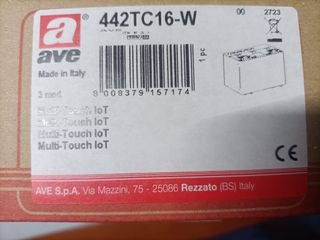 a 442TC16-W 00 2723
ave
Made in Italy
1 pc
3 mod. 8 008379 157174
Multi-Touch IoT
Multi-Touch IoT
Multi-Touch IoT
Multi-Touch IoT
CE
AVE S.p.A. Via Mazzini, 75 - 25086 Rezzato (BS) Italy